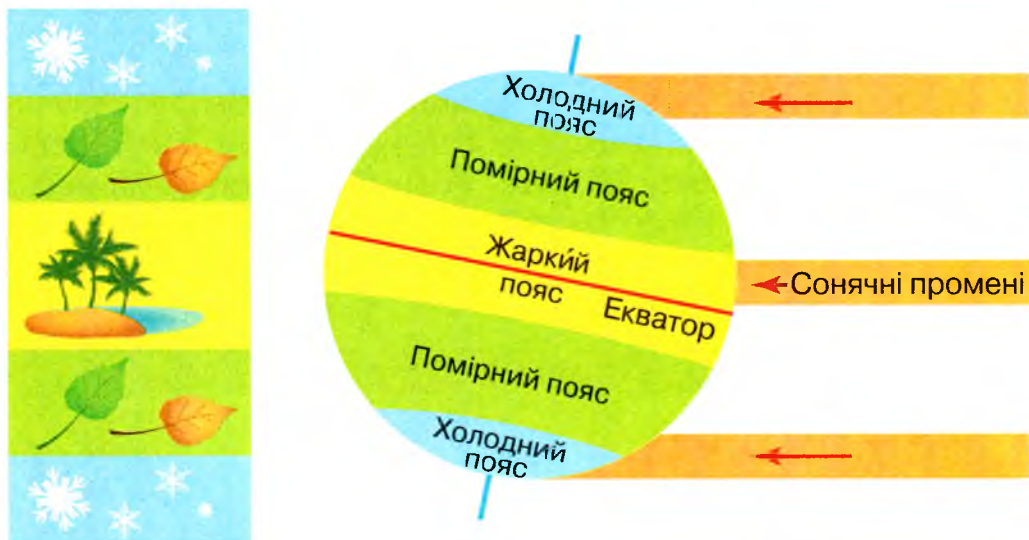 Холодний
пояс
Помірний пояс
Жаркий
пояс
Екватор
Сонячні промені
Помірний пояс
Холодний
пояс